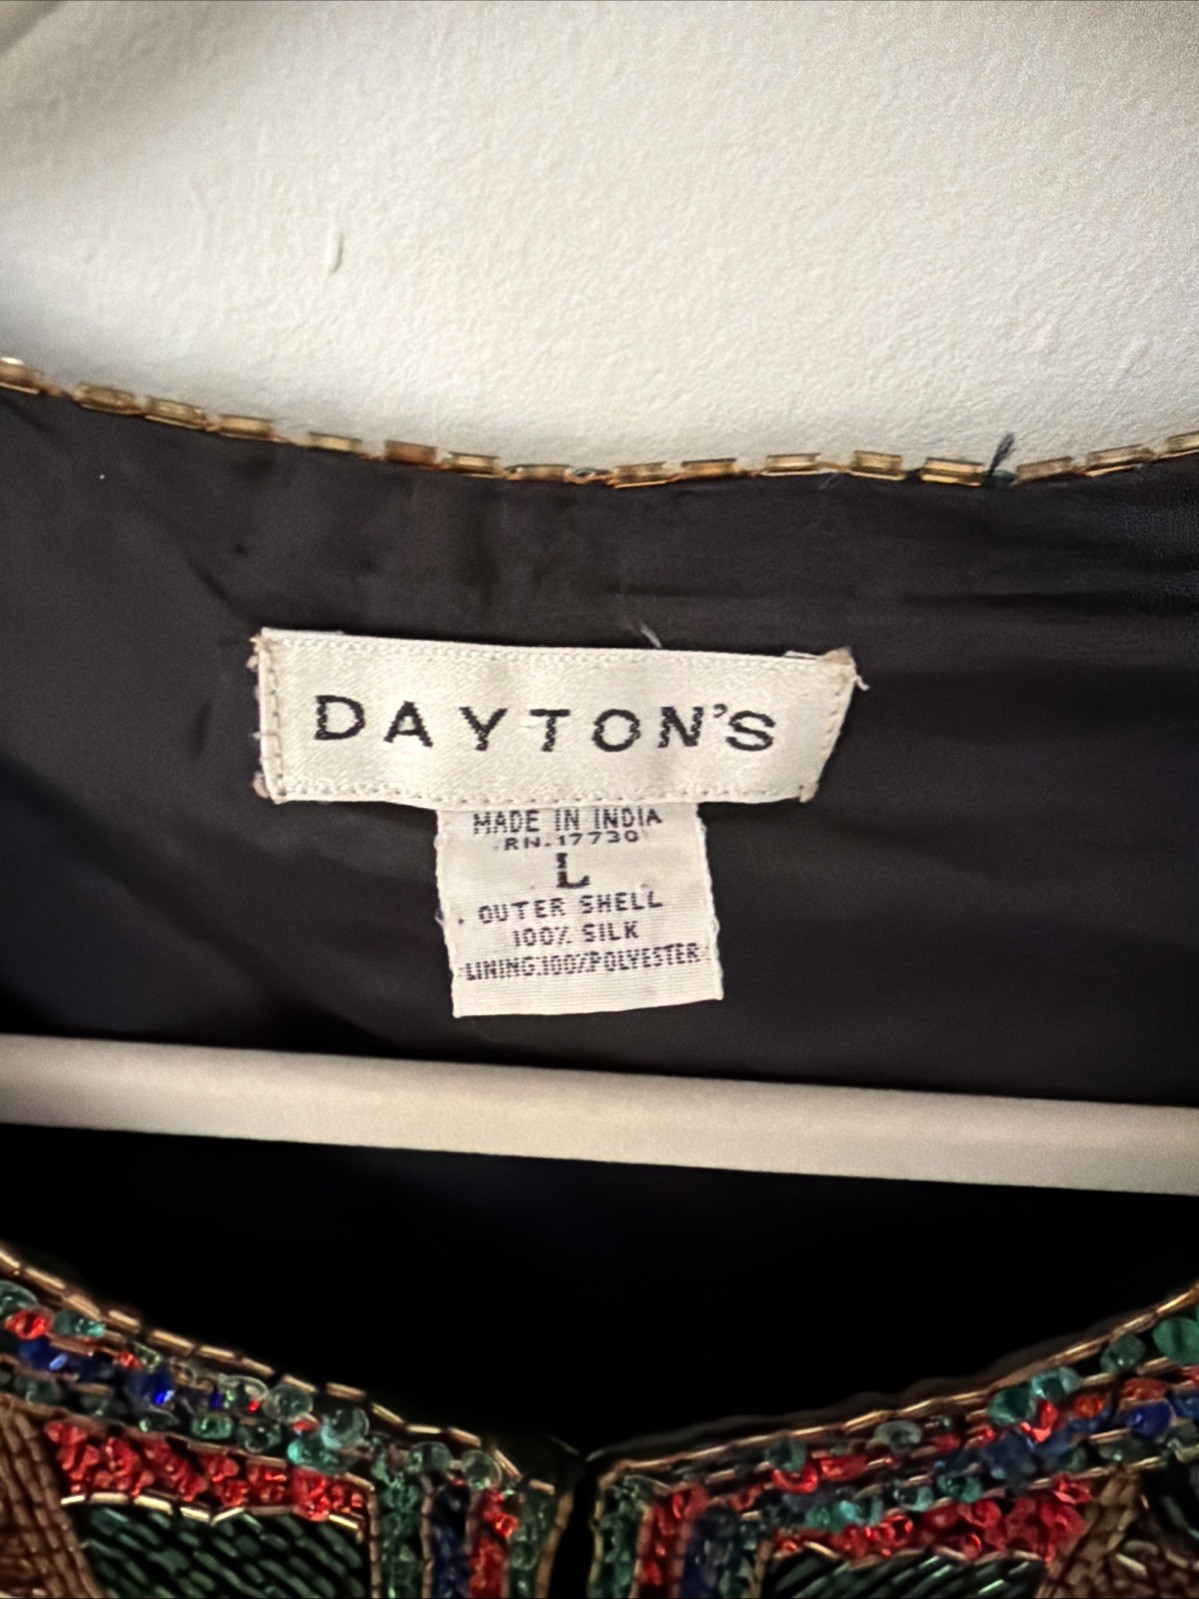 DAYTON'S
MADE IN INDIA
RN.17730
L
OUTER SHELL
100% SILK
LINING:100%POLYESTER